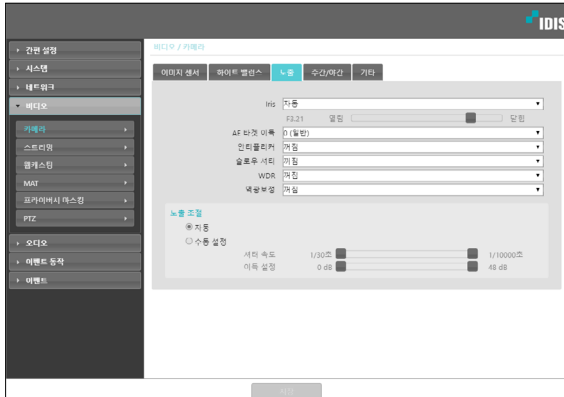 IDIS
간편 설정
시스템
네트워크
비디오
카메라
스트리밍
웹캐스팅
MAT
프라이버시 마스킹
PTZ
오디오
이벤트 동작
이벤트
비디오 / 카메라
이미지 센서 화이트 밸런스 노출 주간/야간 기타
Iris 자동
F3.21 열림 닫힘
AE 타겟 이득 0 (일반)
안티플리커 꺼짐
슬로우 셔터 꺼짐
WDR 꺼짐
역광보정 꺼짐
노출 조절
자동
수동 설정
셔터 속도 1/30초 1/10000초
이득 설정 0 dB 48 dB